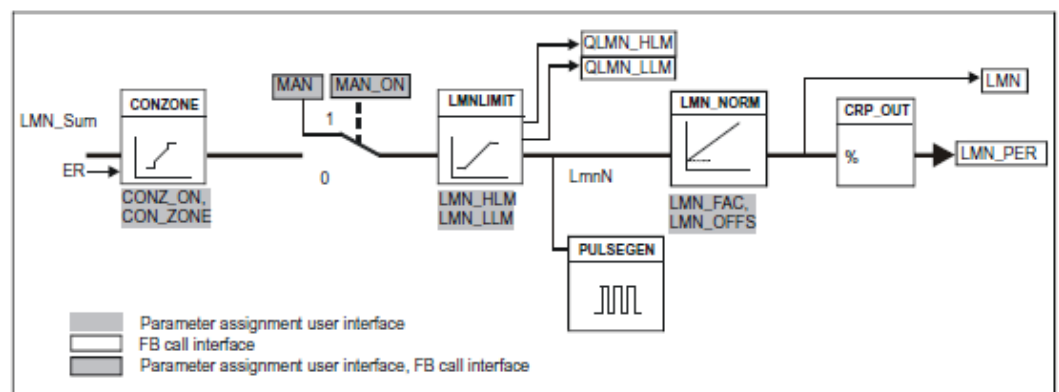 QLMN_HLM
QLMN_LLM
MAN
MAN_ON
CONZONE
LMNLIMIT
LMN_NORM
CRP_OUT
LMN
LMN_Sum
1
%
LMN_PER
ER
0
LmnN
CONZ_ON,
CON_ZONE
LMN_HLM
LMN_LLM
LMN_FAC,
LMN_OFFS
PULSEGEN
Parameter assignment user interface
FB call interface
Parameter assignment user interface, FB call interface